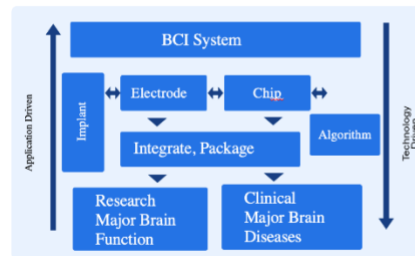 BCI System
Application Driven
Implant
Electrode
Chip
Algorithm
Technology
Driven
Integrate, Package
Research
Major Brain
Function
Clinical
Major Brain
Diseases